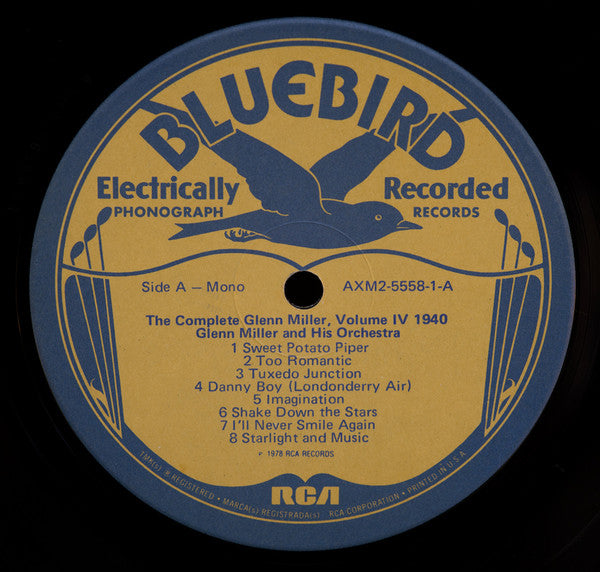 BLUEBIRD
Electrically Recorded
PHONOGRAPH RECORDS
Side A – Mono AXM2-5558-1-A
The Complete Glenn Miller, Volume IV 1940
Glenn Miller and His Orchestra
1 Sweet Potato Piper
2 Too Romantic
3 Tuxedo Junction
4 Danny Boy (Londonderry Air)
5 Imagination
6 Shake Down the Stars
7 I'll Never Smile Again
8 Starlight and Music
℗ 1978 RCA RECORDS
RCA
TMK(s) ® REGISTERED • MARCA(s) REGISTRADA(s) • RCA CORPORATION • PRINTED IN U.S.A.